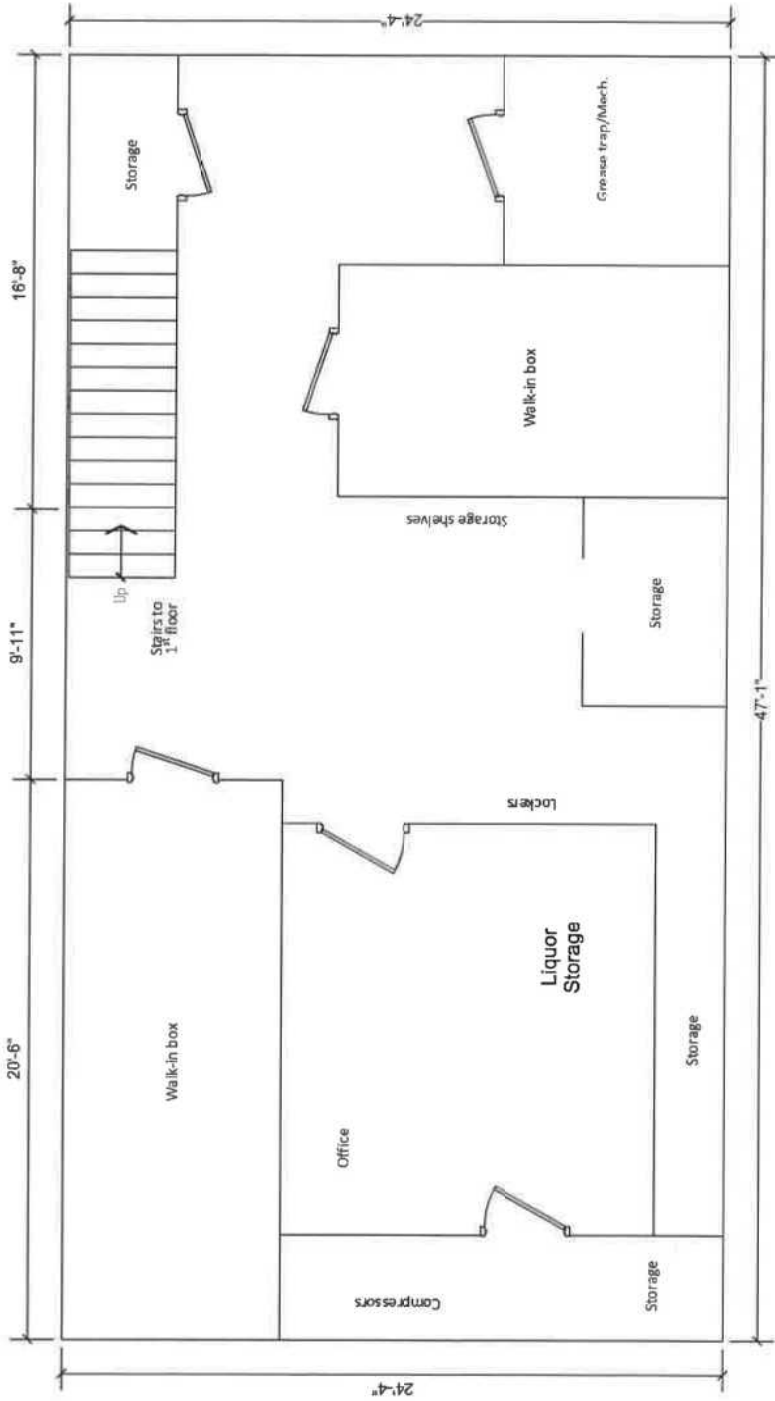 20'-6"
9'-11"
16'-8"
24'-4"
24'-4"
47'-1"
Walk-in box
Up
Stairs to
1st floor
Storage
Office
Liquor
Storage
Lockers
Storage shelves
Walk-in box
Grease trap/Mech.
Compressors
Storage
Storage
Storage